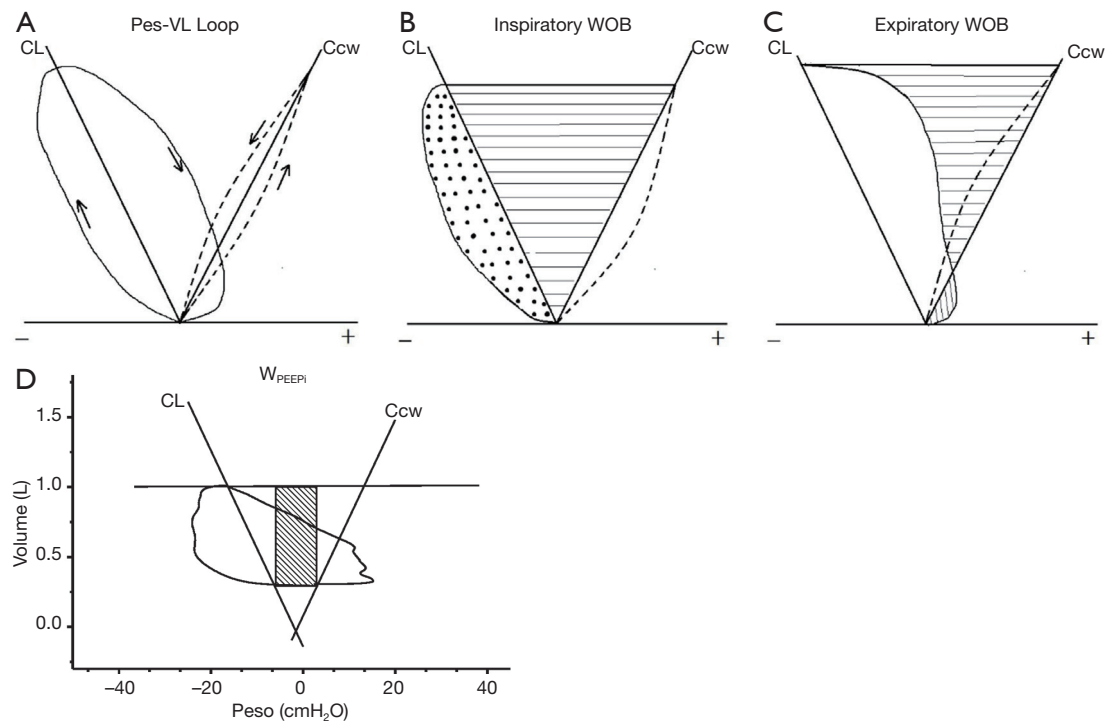 A
Pes-VL Loop
CL
Ccw
–
+
B
Inspiratory WOB
CL
Ccw
–
+
C
Expiratory WOB
CL
Ccw
–
+
D
W_PEEPi
CL
Ccw
1.5
1.0
0.5
0.0
Volume (L)
–40
–20
0
20
40
Peso (cmH₂O)